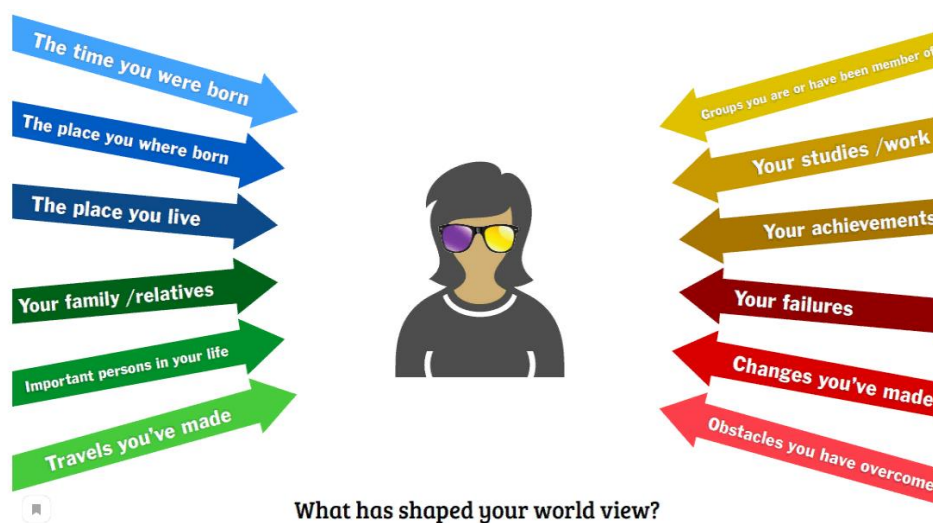 The time you were born
The place you where born
The place you live
Your family /relatives
Important persons in your life
Travels you've made
Groups you are or have been member of
Your studies /work
Your achievements
Your failures
Changes you've made
Obstacles you have overcome
What has shaped your world view?